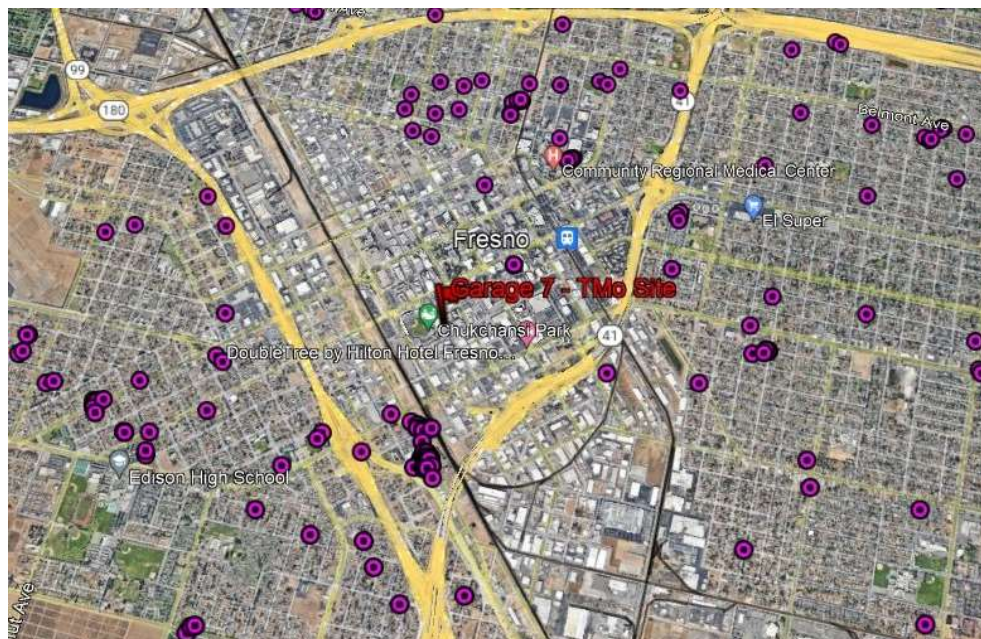 99
180
41
Belmont Ave
Community Regional Medical Center
El Super
Fresno
Garage 7 - TMo Site
Chukchansi Park
41
DoubleTree by Hilton Hotel Fresno...
Edison High School
Ave